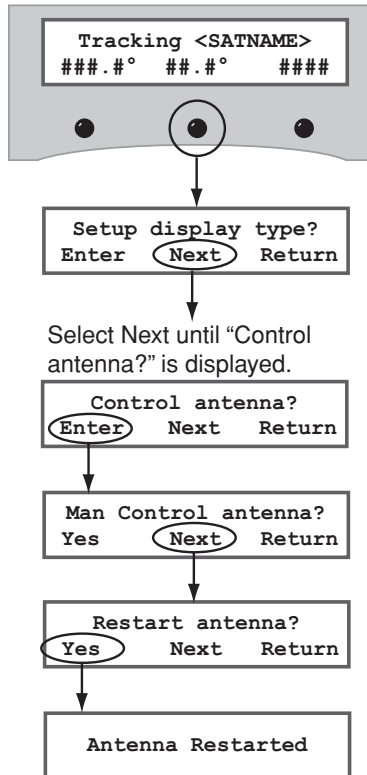 Tracking <SATNAME>
###.#° ##.#° ####
Setup display type?
Enter Next Return
Select Next until “Control
antenna?” is displayed.
Control antenna?
Enter Next Return
Man Control antenna?
Yes Next Return
Restart antenna?
Yes Next Return
Antenna Restarted